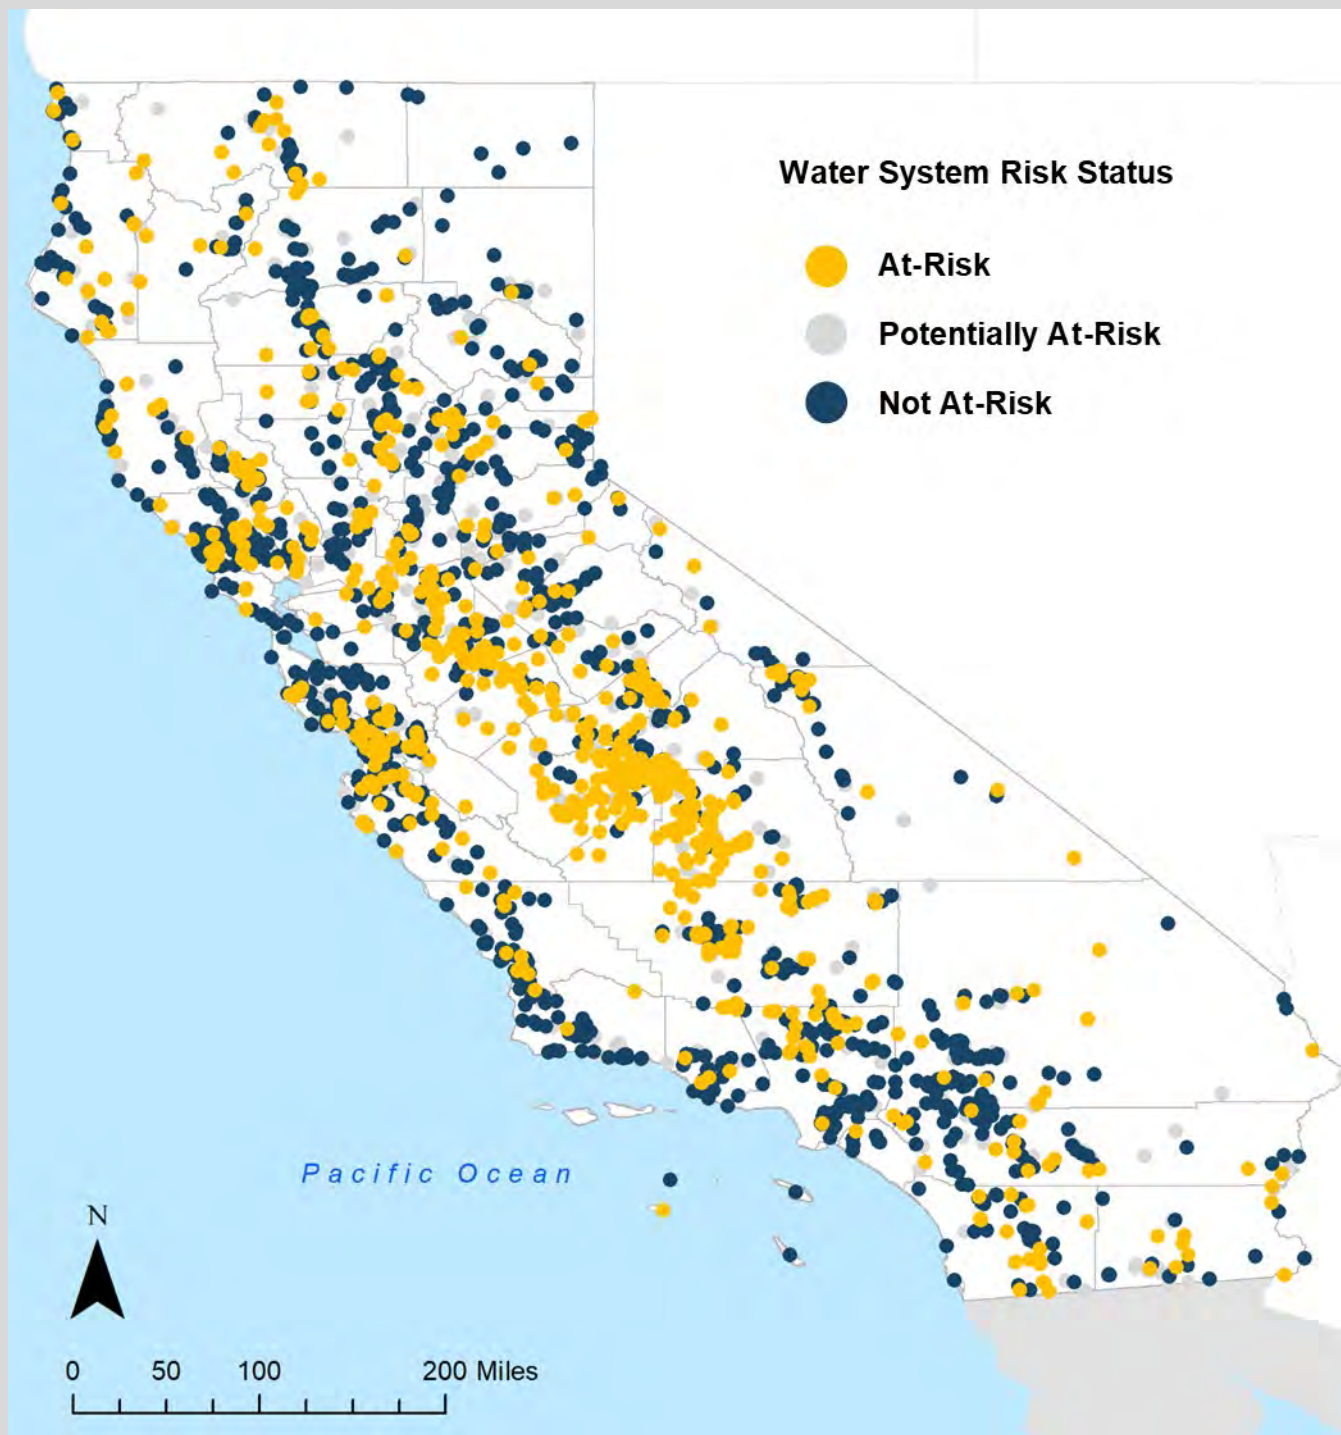 Water System Risk Status
At-Risk
Potentially At-Risk
Not At-Risk
Pacific Ocean
N
0 50 100 200 Miles